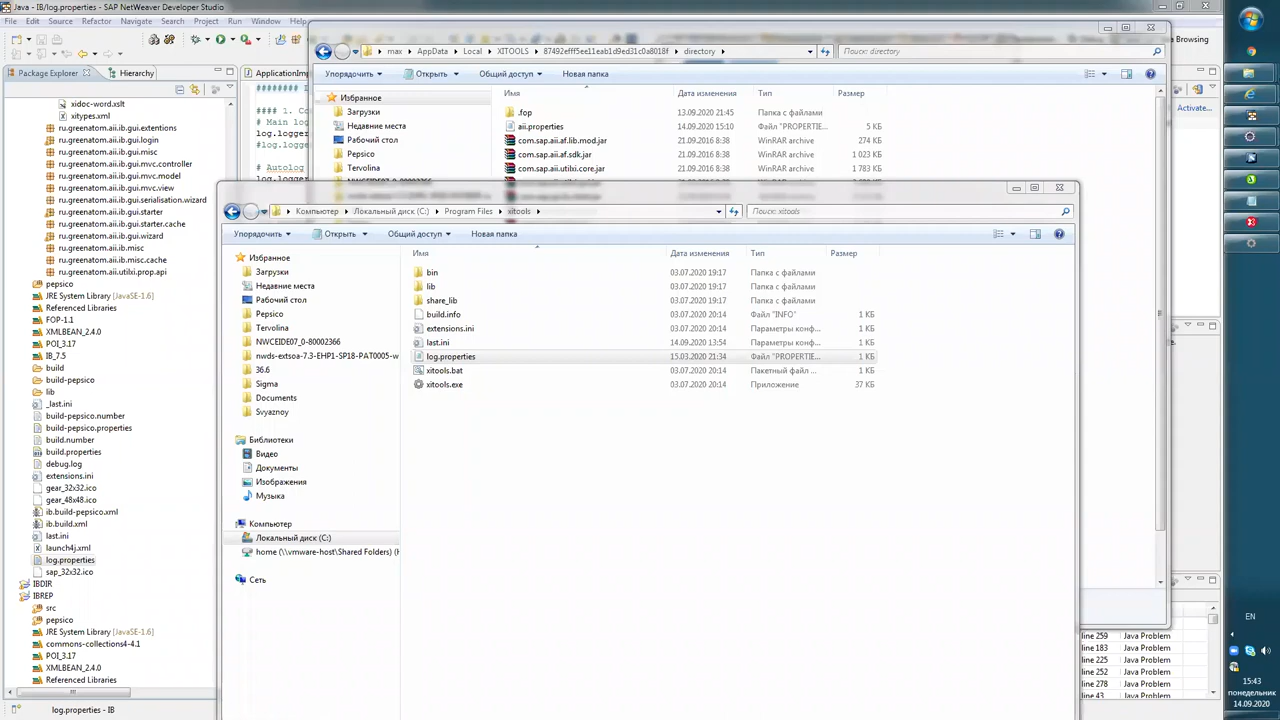 Java - IB/log.properties - SAP NetWeaver Developer Studio
File Edit Source Refactor Navigate Search Project Run Window Help
Browsing
Package Explorer Hierarchy
xidoc-word.xslt
xitypes.xml
ru.greenatom.aii.ib.gui.extentions
ru.greenatom.aii.ib.gui.login
ru.greenatom.aii.ib.gui.misc
ru.greenatom.aii.ib.gui.mvc.controller
ru.greenatom.aii.ib.gui.mvc.model
ru.greenatom.aii.ib.gui.mvc.view
ru.greenatom.aii.ib.gui.serialisation.wizard
ru.greenatom.aii.ib.gui.starter
ru.greenatom.aii.ib.gui.starter.cache
ru.greenatom.aii.ib.gui.wizard
ru.greenatom.aii.ib.misc
ru.greenatom.aii.ib.misc.cache
ru.greenatom.aii.utilxi.prop.api
pepsico
JRE System Library [JavaSE-1.6]
Referenced Libraries
FOP-1.1
XMLBEAN_2.4.0
POI_3.17
IB_7.5
build
build-pepsico
lib
_last.ini
build-pepsico.number
build-pepsico.properties
build.number
build.properties
debug.log
extensions.ini
gear_32x32.ico
gear_48x48.ico
ib.build-pepsico.xml
ib.build.xml
last.ini
launch4j.xml
log.properties
sap_32x32.ico
IBDIR
IBREP
src
pepsico
JRE System Library [JavaSE-1.6]
commons-collections4-4.1
POI_3.17
XMLBEAN_2.4.0
Referenced Libraries
log.properties - IB
ApplicationImp
#### 1. Co
# Main log
log.logger
#log.logge
# Autolog
log.logge
max AppData Local XITOOLS 87492efff5ee11eab1d9ed31c0a8018f directory
Поиск: directory
Упорядочить Открыть Общий доступ Новая папка
Избранное
Загрузки
Недавние места
Рабочий стол
Pepsico
Tervolina
Имя Дата изменения Тип Размер
.fop 13.09.2020 21:45 Папка с файлами
aii.properties 14.09.2020 15:10 Файл "PROPERTIE... 5 КБ
com.sap.aii.af.lib.mod.jar 21.09.2016 8:38 WinRAR archive 274 КБ
com.sap.aii.af.sdk.jar 21.09.2016 8:38 WinRAR archive 1 023 КБ
com.sap.aii.utilxi.core.jar 21.09.2016 8:38 WinRAR archive 1 783 КБ
Activate...
Компьютер Локальный диск (C:) Program Files xitools
Поиск: xitools
Упорядочить Открыть Общий доступ Новая папка
Избранное
Загрузки
Недавние места
Рабочий стол
Pepsico
Tervolina
NWCEIDE07_0-80002366
nwds-extsoa-7.3-EHP1-SP18-PAT0005-w
36.6
Sigma
Documents
Svyaznoy
Библиотеки
Видео
Документы
Изображения
Музыка
Компьютер
Локальный диск (C:)
home (\\vmware-host\Shared Folders) (H
Сеть
Имя Дата изменения Тип Размер
bin 03.07.2020 19:17 Папка с файлами
lib 03.07.2020 19:17 Папка с файлами
share_lib 03.07.2020 19:17 Папка с файлами
build.info 03.07.2020 20:14 Файл "INFO" 1 КБ
extensions.ini 03.07.2020 20:14 Параметры конф... 1 КБ
last.ini 14.09.2020 13:54 Параметры конф... 1 КБ
log.properties 15.03.2020 21:34 Файл "PROPERTIE... 1 КБ
xitools.bat 03.07.2020 20:14 Пакетный файл ... 1 КБ
xitools.exe 03.07.2020 20:14 Приложение 37 КБ
line 259 Java Problem
line 183 Java Problem
line 225 Java Problem
line 252 Java Problem
line 278 Java Problem
line 43 Java Problem
EN
15:43
понедельник
14.09.2020